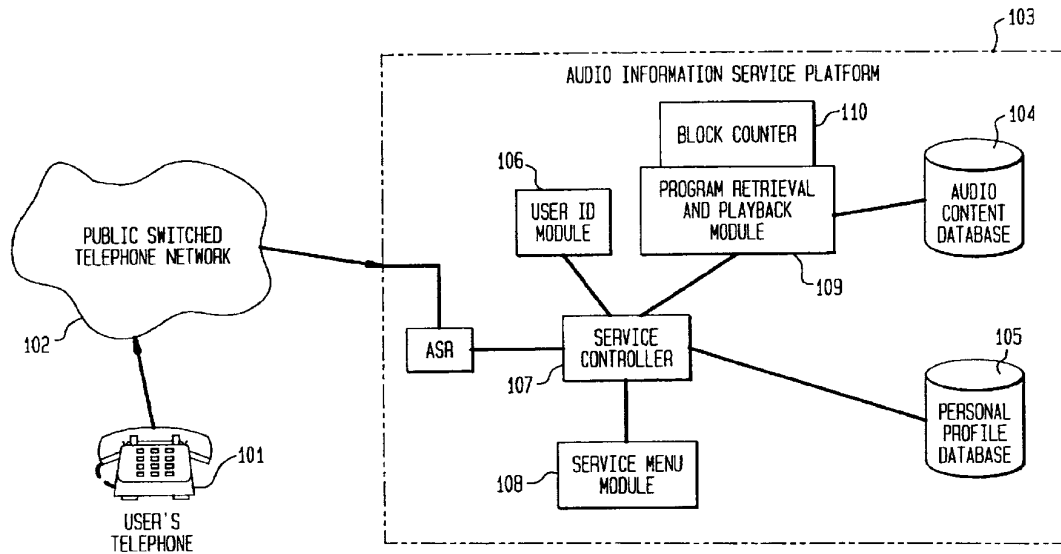 103
AUDIO INFORMATION SERVICE PLATFORM
110
BLOCK COUNTER
104
106
PROGRAM RETRIEVAL
AND PLAYBACK
MODULE
AUDIO
CONTENT
DATABASE
USER ID
MODULE
PUBLIC SWITCHED
TELEPHONE NETWORK
109
102
ASR
SERVICE
CONTROLLER
107
105
PERSONAL
PROFILE
DATABASE
101
SERVICE MENU
MODULE
108
USER'S
TELEPHONE